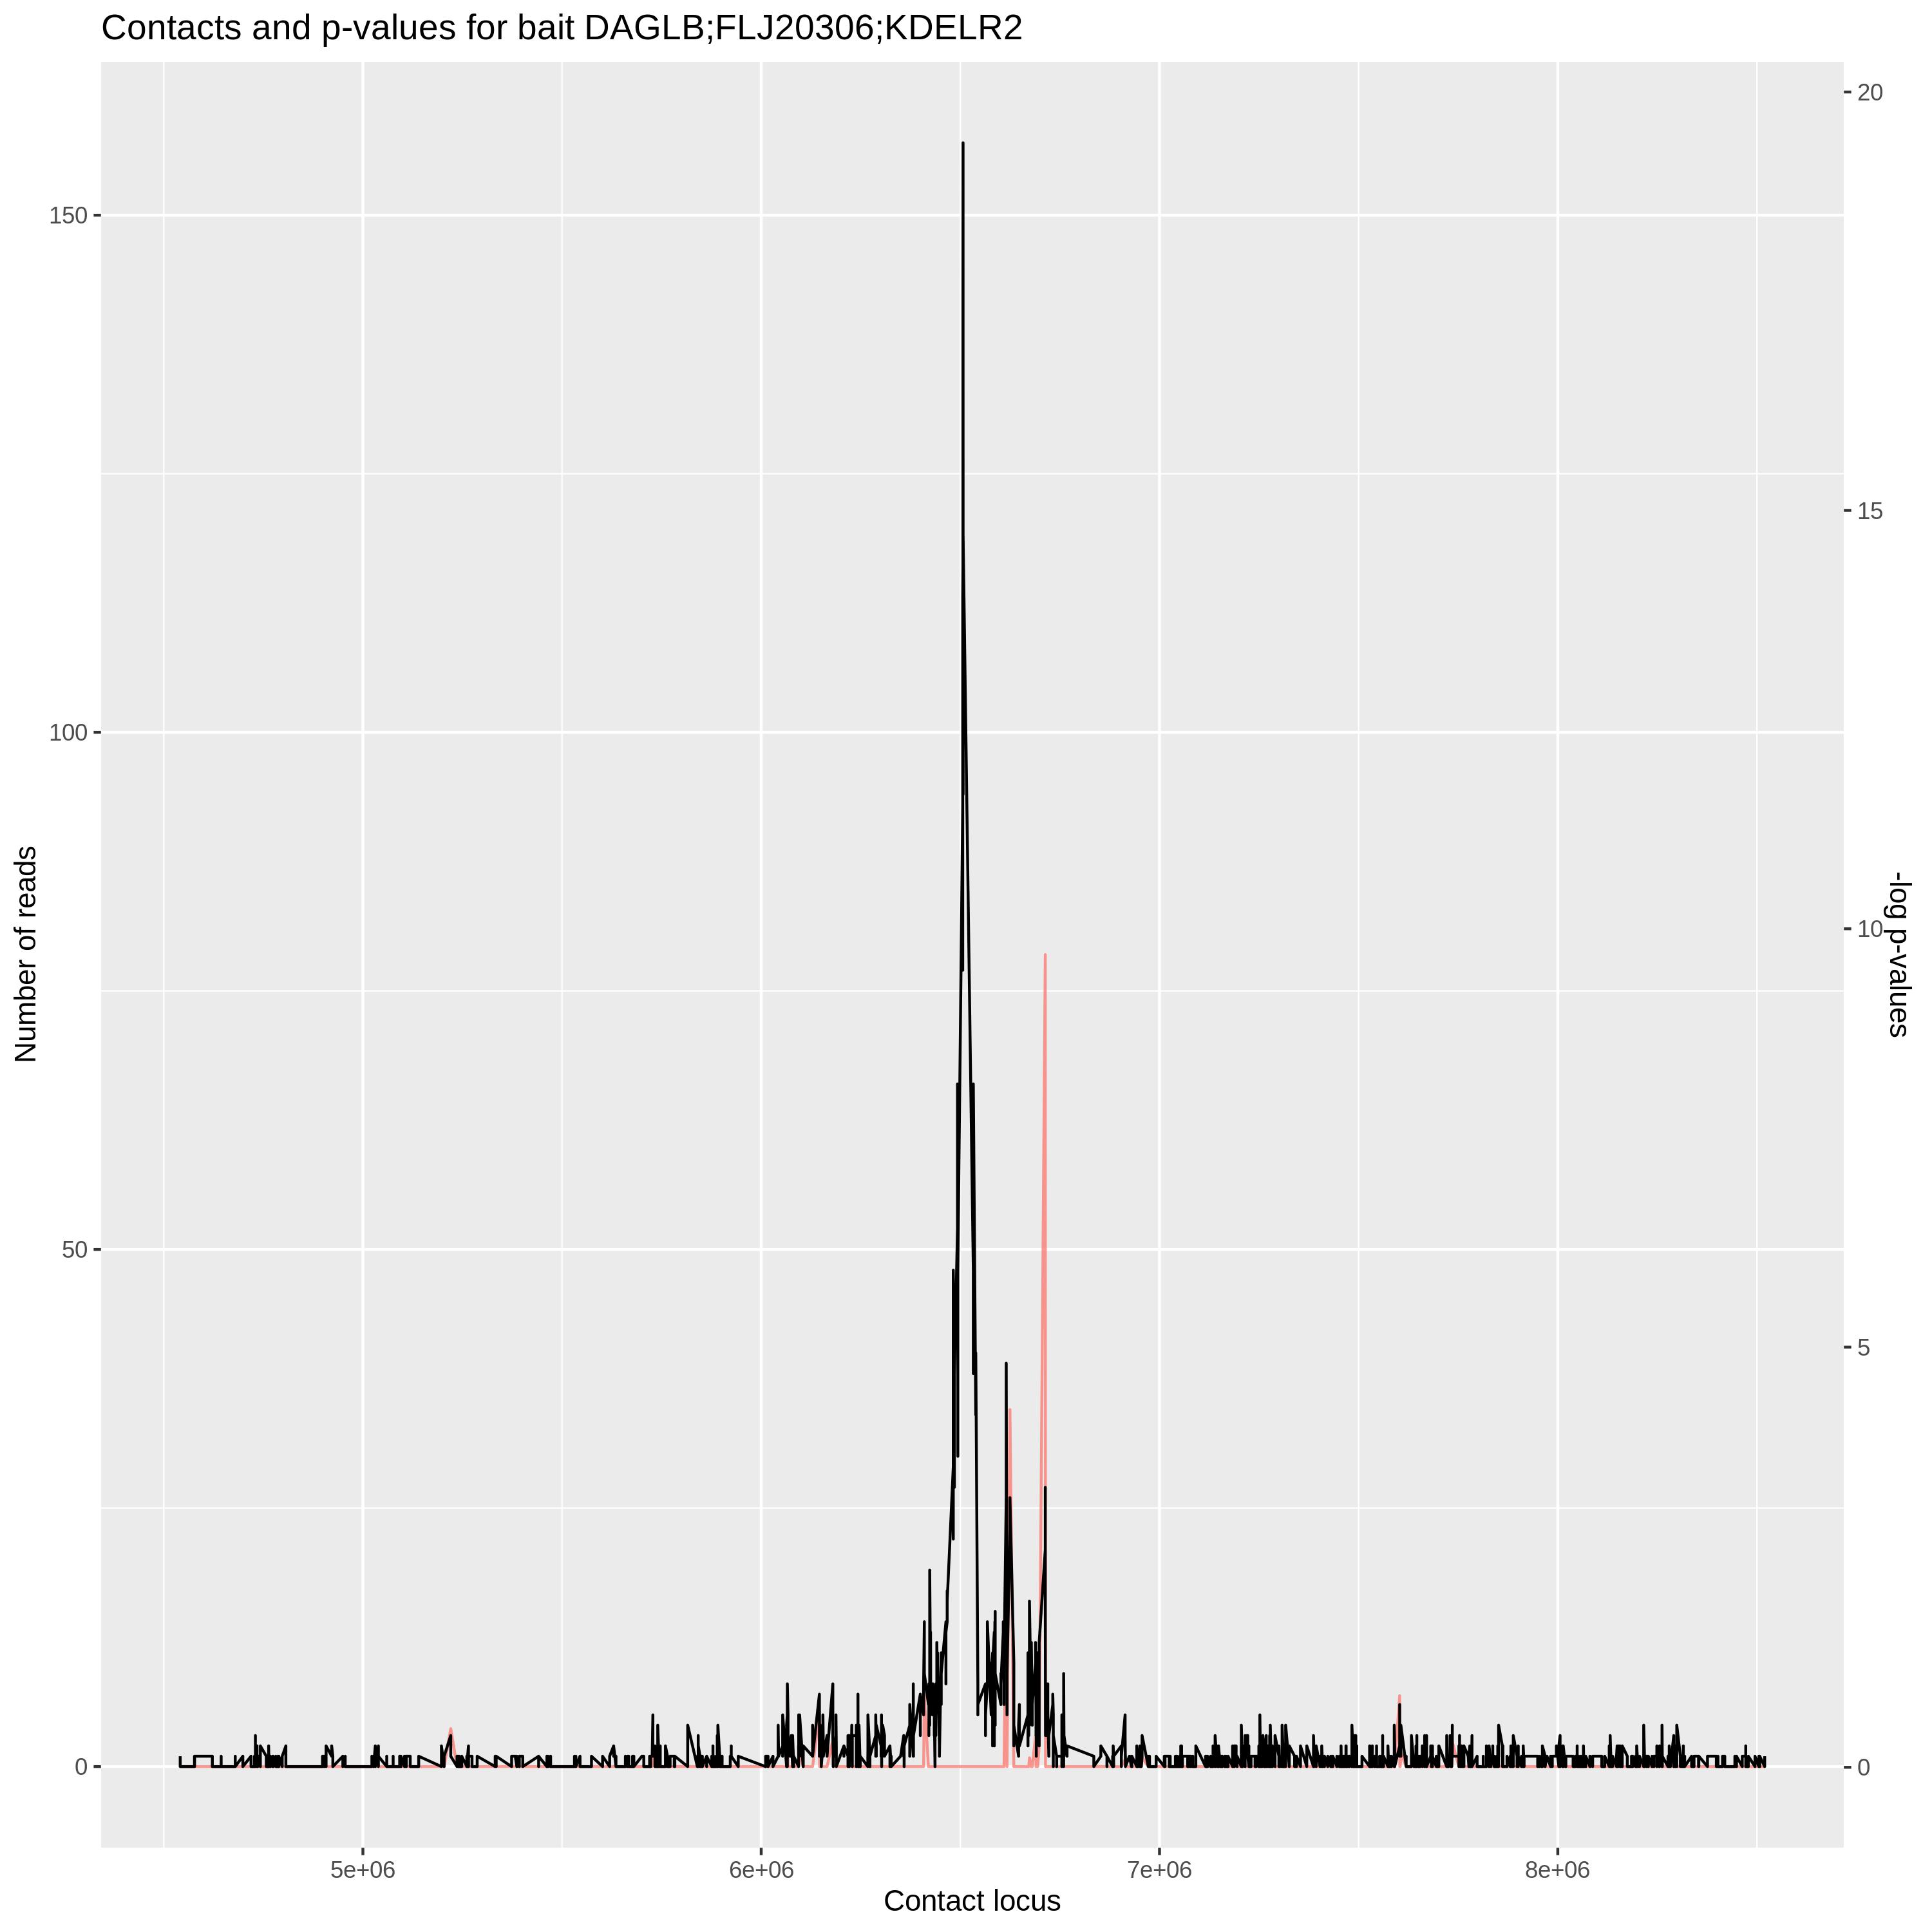 Contacts and p-values for bait DAGLB;FLJ20306;KDELR2
Number of reads
150
100
50
0
20
15
10
5
0
-log p-values
5e+06
6e+06
7e+06
8e+06
Contact locus